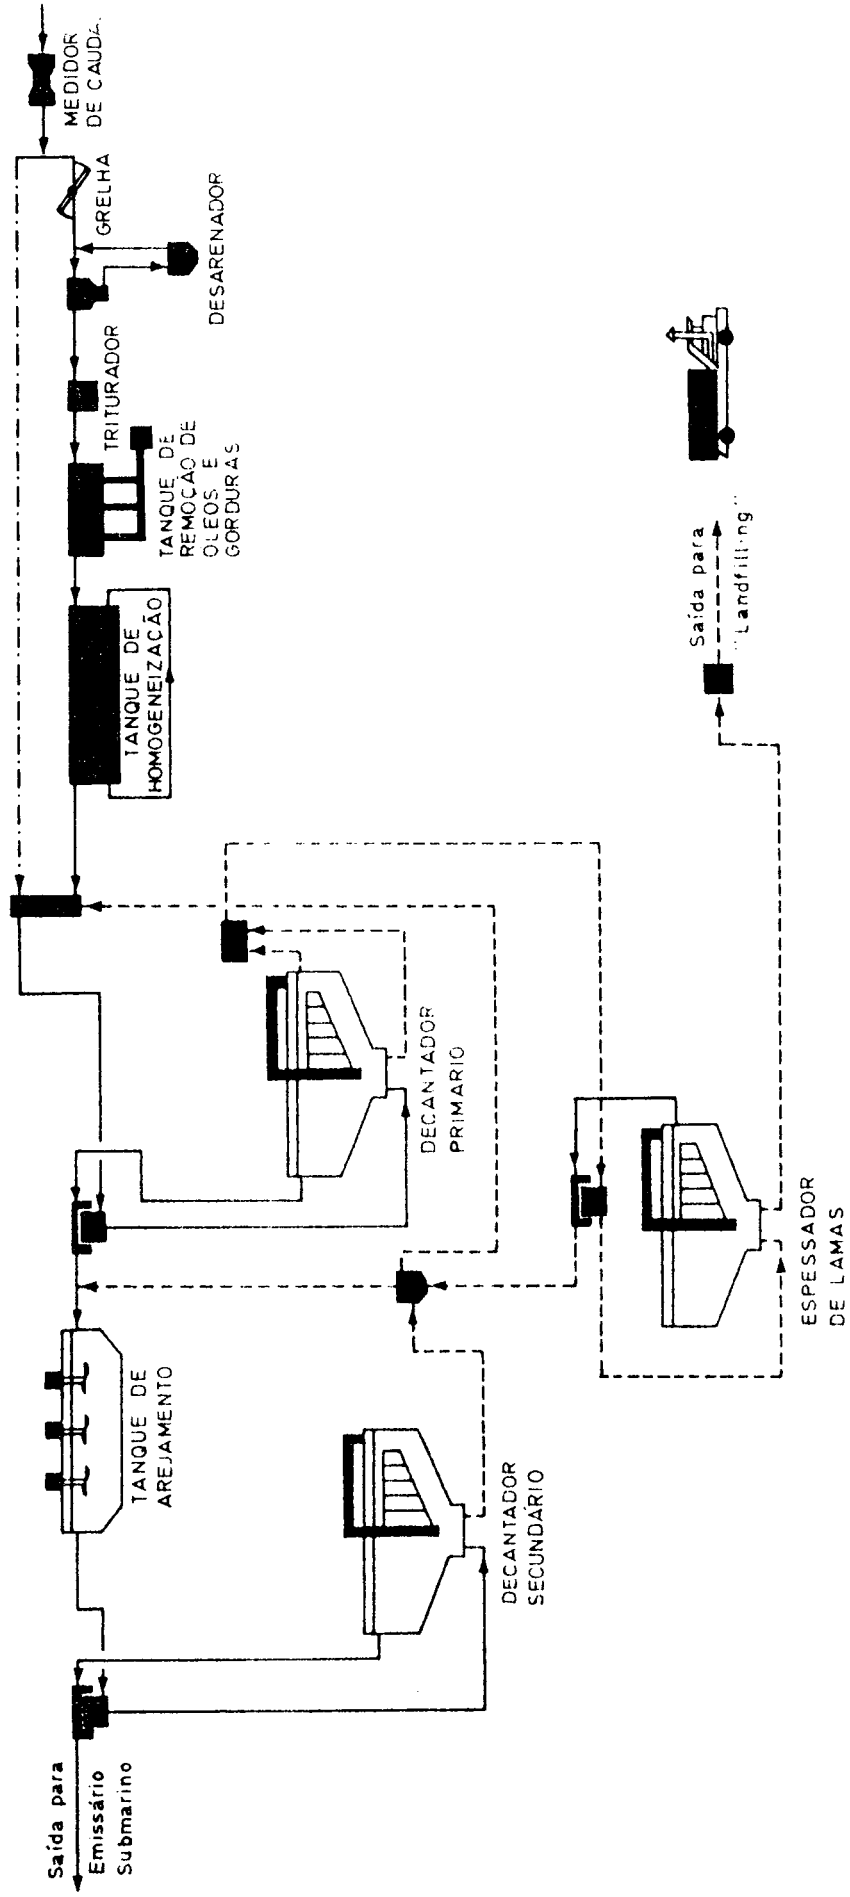 MEDIDOR
DE CAUDA.
GRELHA
DESARENADOR
TRITURADOR
TANQUE DE
REMOÇÃO DE
OLEOS E
GORDURAS
TANQUE DE
HOMOGENEIZAÇÃO
DECANTADOR
PRIMARIO
TANQUE DE
AREJAMENTO
DECANTADOR
SECUNDÁRIO
ESPESSADOR
DE LAMAS
Saída para
"Landfilling"
Saída para
Emissário
Submarino